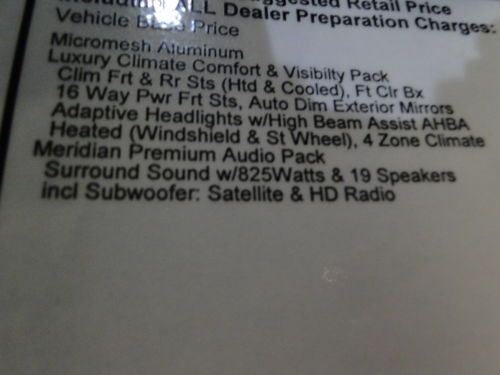 ALL Dealer Preparation Charges:
Suggested Retail Price
Vehicle Base Price
Micromesh Aluminum
Luxury Climate Comfort & Visibilty Pack
Clim Frt & Rr Sts (Htd & Cooled), Ft Clr Bx
16 Way Pwr Frt Sts, Auto Dim Exterior Mirrors
Adaptive Headlights w/High Beam Assist AHBA
Heated (Windshield & St Wheel), 4 Zone Climate
Meridian Premium Audio Pack
Surround Sound w/825Watts & 19 Speakers
incl Subwoofer: Satellite & HD Radio